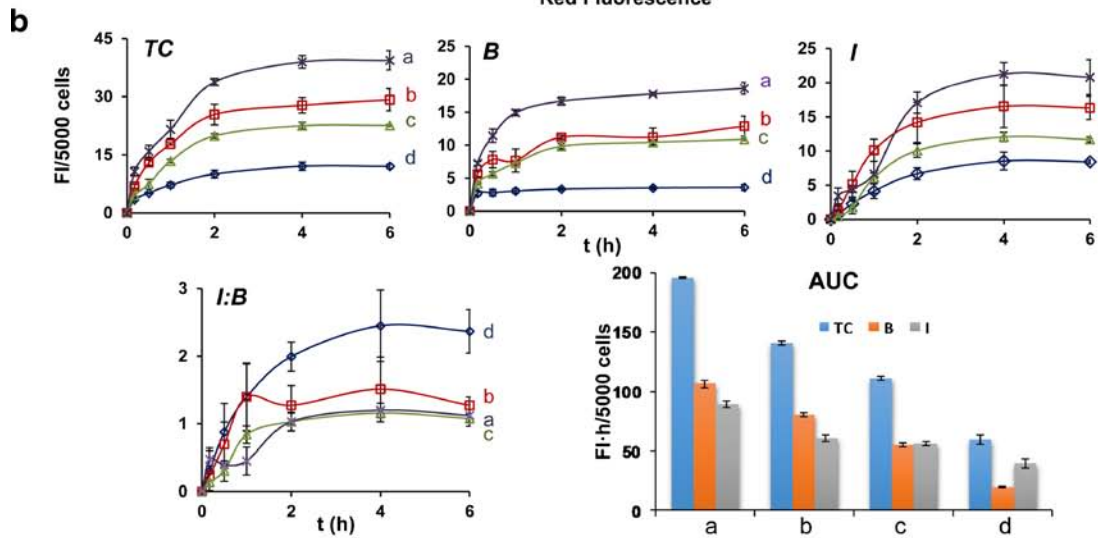 Red Fluorescence
b
TC
FI/5000 cells
45
30
15
0
0 2 4 6
a
b
c
d
B
25
20
15
10
5
0
0 2 4 6
t (h)
a
b
c
d
I
25
20
15
10
5
0
0 2 4 6
I:B
3
2
1
0
0 2 4 6
t (h)
d
b
a
c
AUC
TC B I
FI·h/5000 cells
200
150
100
50
0
a b c d